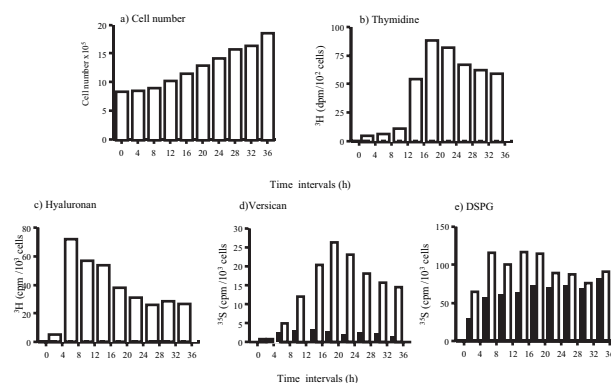 a) Cell number
Cell number x10⁵
20
15
10
5
0
0 4 8 12 16 20 24 28 32 36
b) Thymidine
³H (dpm/10² cells)
100
75
50
25
0
0 4 8 12 16 20 24 28 32 36
Time intervals (h)
c) Hyaluronan
³H (cpm /10³ cells
80
60
40
20
0
0 4 8 12 16 20 24 28 32 36
d)Versican
³⁵S (cpm /10³ cells
30
25
20
15
10
5
0
0 4 8 12 16 20 24 28 32 36
e) DSPG
³⁵S (cpm /10³ cells
150
100
50
0
0 4 8 12 16 20 24 28 32 36
Time intervals (h)